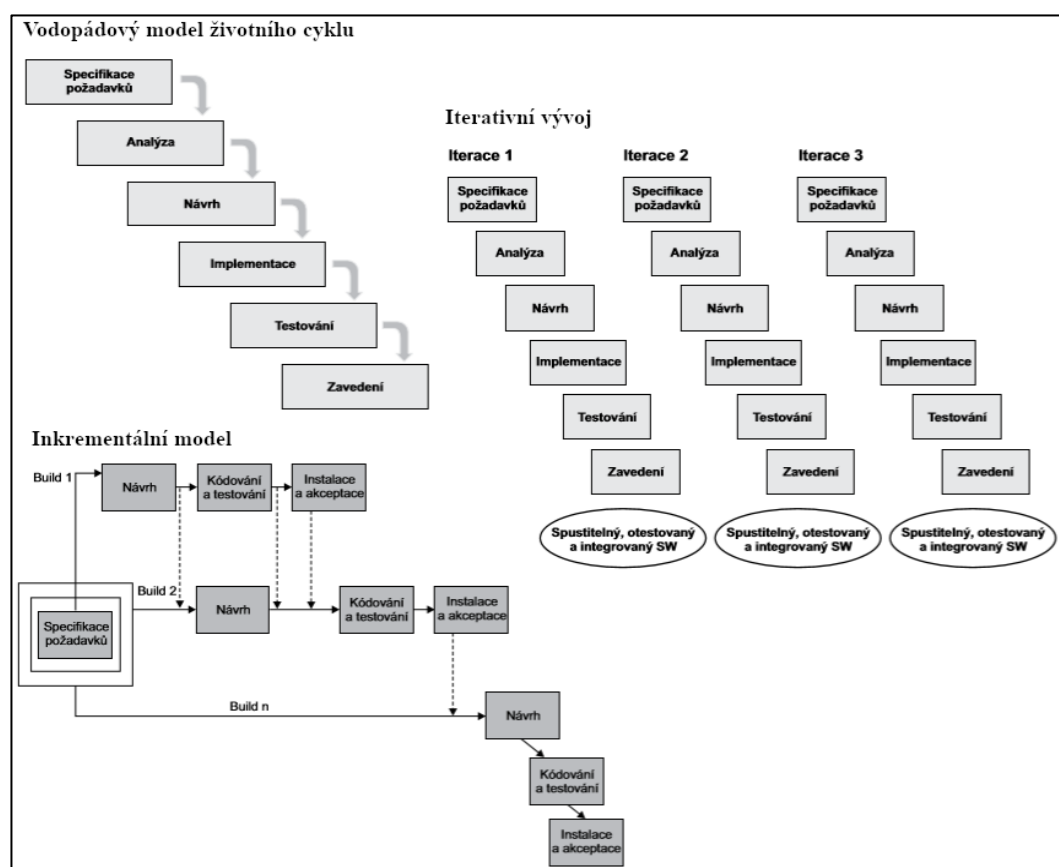 Vodopádový model životního cyklu
Specifikace
požadavků
Analýza
Návrh
Implementace
Testování
Zavedení
Iterativní vývoj
Iterace 1
Specifikace
požadavků
Analýza
Návrh
Implementace
Testování
Zavedení
Spustitelný, otestovaný
a integrovaný SW
Iterace 2
Specifikace
požadavků
Analýza
Návrh
Implementace
Testování
Zavedení
Spustitelný, otestovaný
a integrovaný SW
Iterace 3
Specifikace
požadavků
Analýza
Návrh
Implementace
Testování
Zavedení
Spustitelný, otestovaný
a integrovaný SW
Inkrementální model
Specifikace
požadavků
Build 1
Návrh
Kódování
a testování
Instalace
a akceptace
Build 2
Návrh
Kódování
a testování
Instalace
a akceptace
Build n
Návrh
Kódování
a testování
Instalace
a akceptace